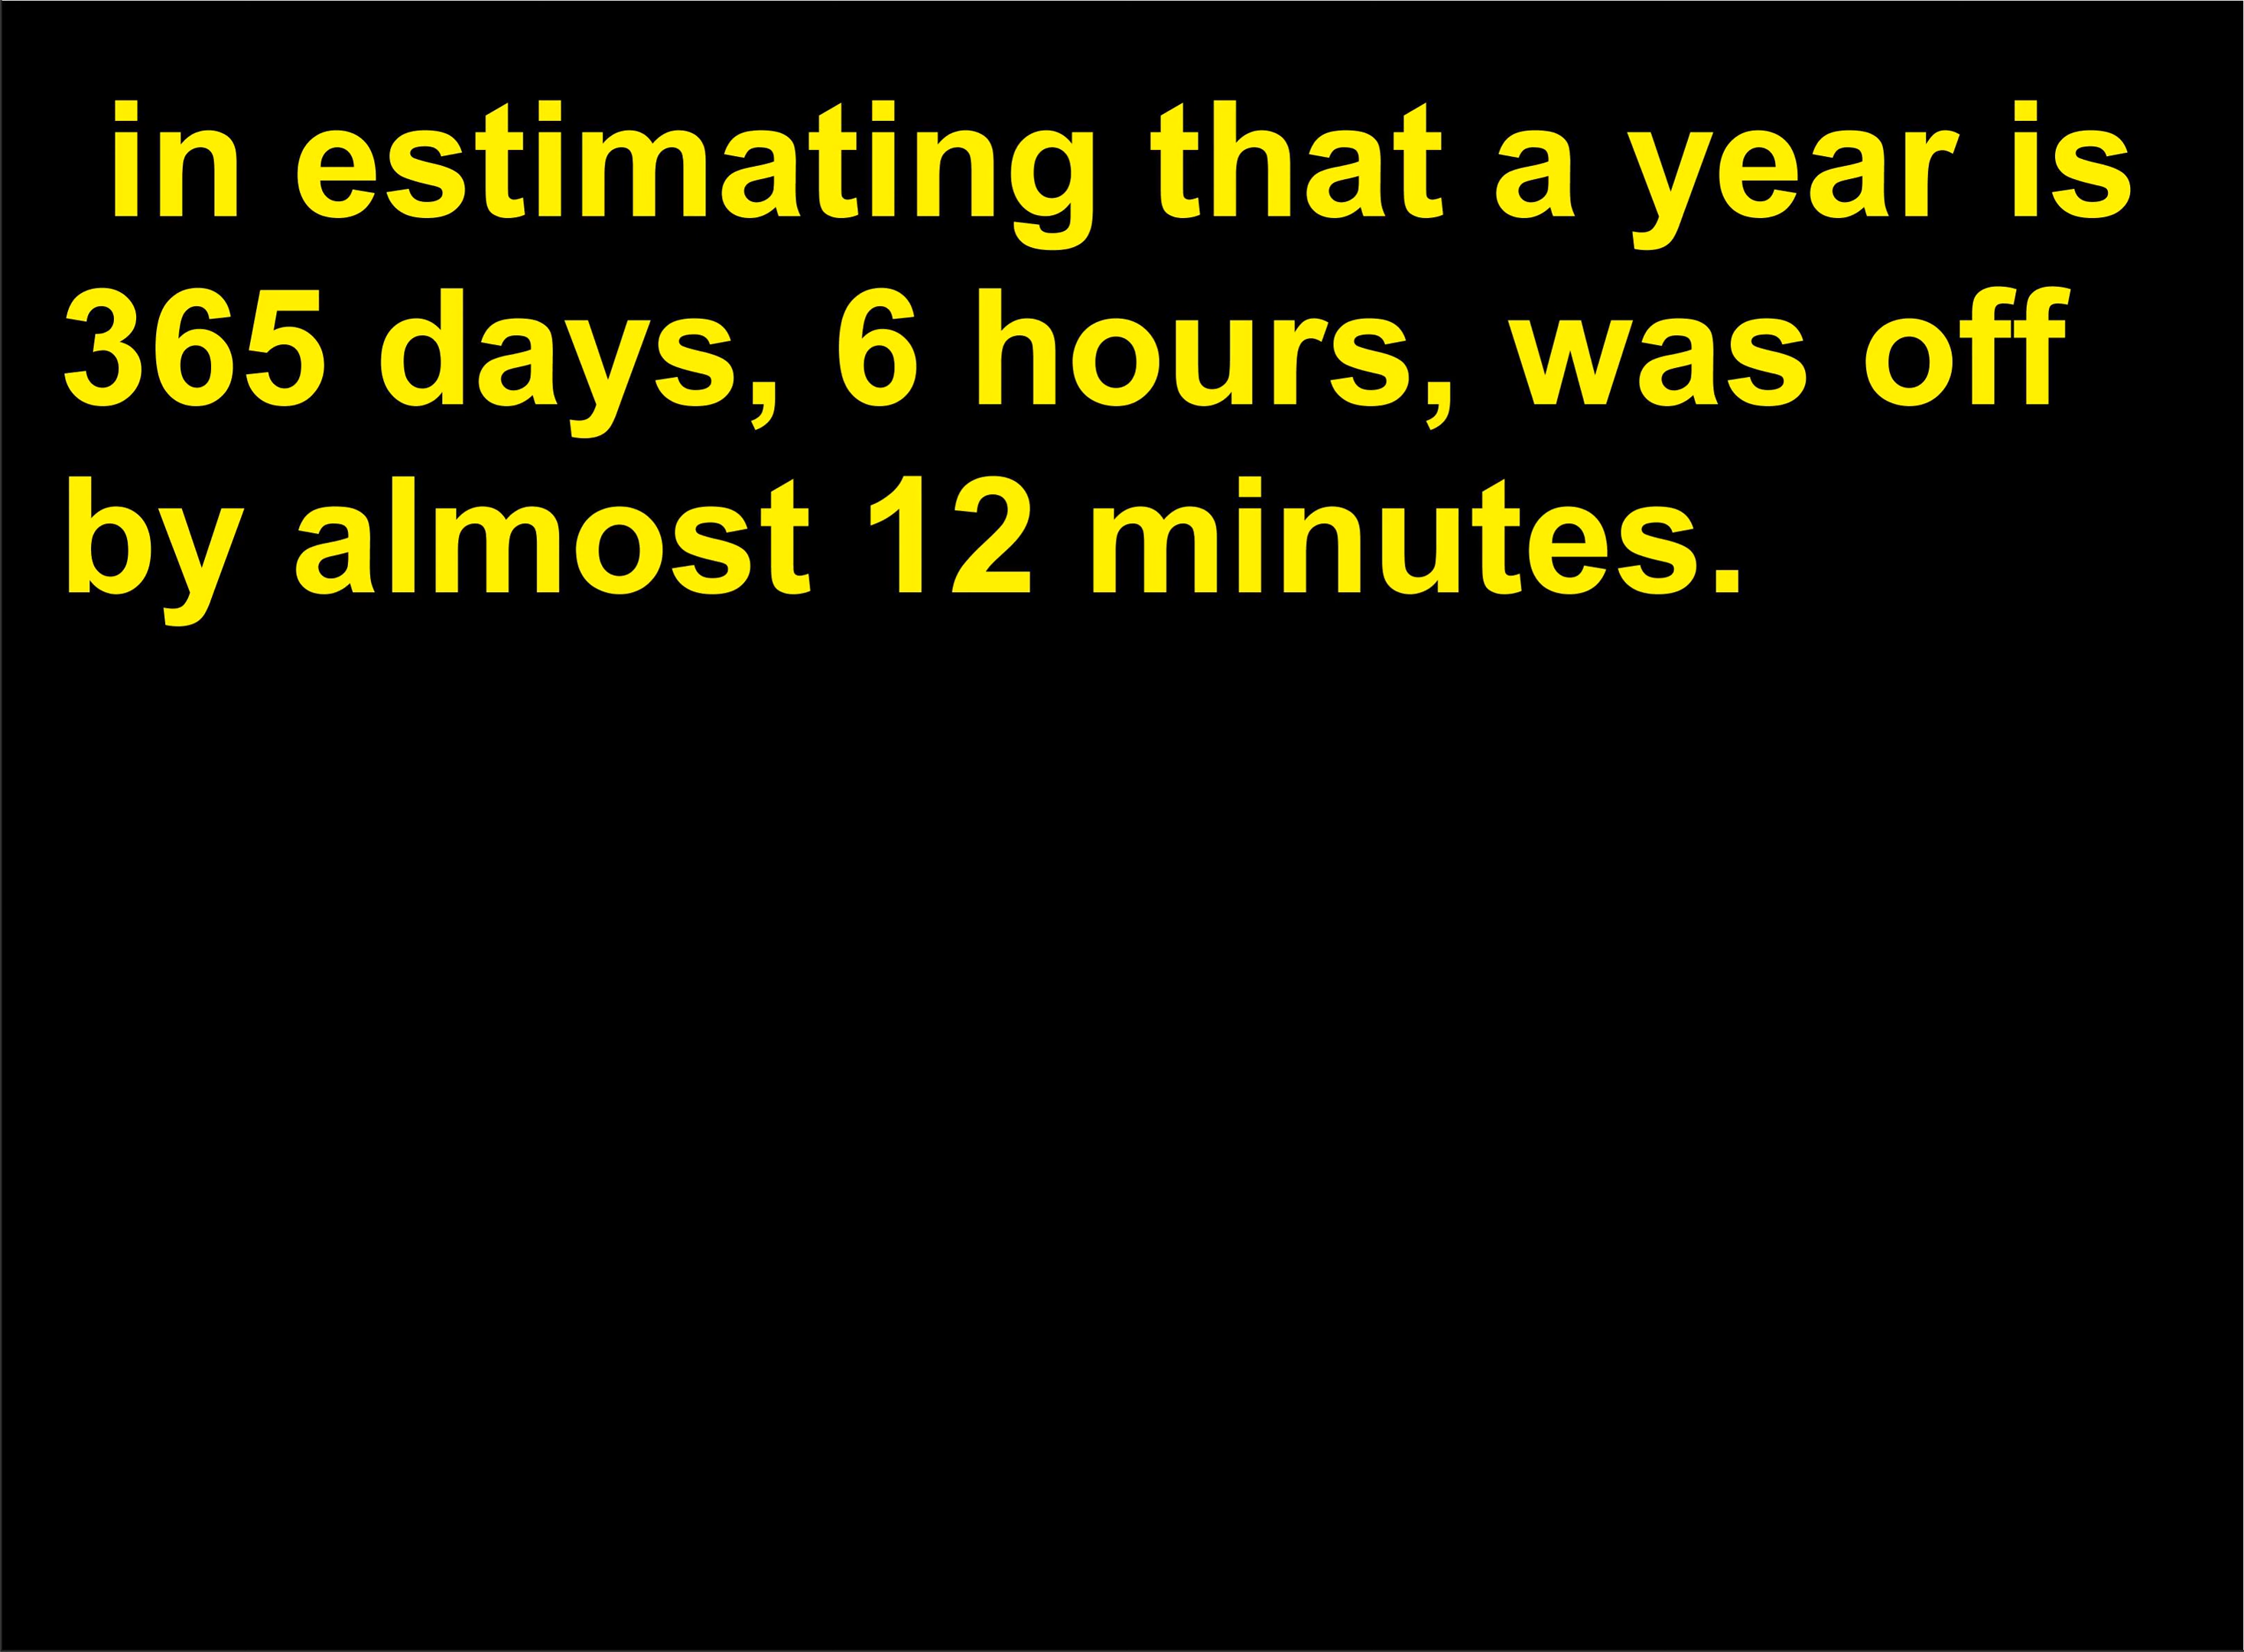 in estimating that a year is
365 days, 6 hours, was off
by almost 12 minutes.